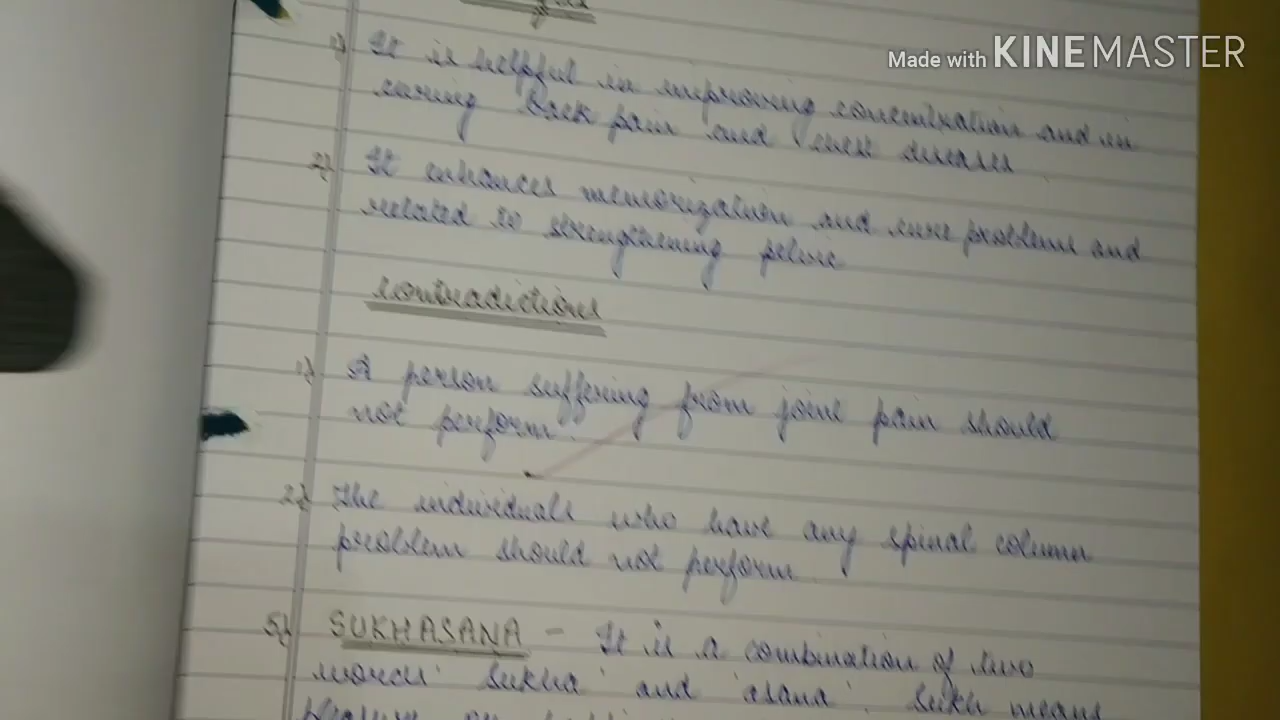 Made with KINEMASTER
1} It is helpful in improving concentration and in
curing back pain and chest diseases
2} It enhances memorization and cure problems and
related to strengthening pelvic
contradictions
1} A person suffering from joint pain should
not perform.
2} The individuals who have any spinal column
problem should not perform.
5} SUKHASANA - It is a combination of two
words 'sukha' and 'asana'. Sukh means